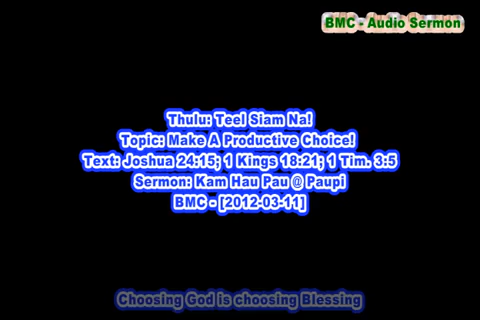 BMC - Audio Sermon
Thulu: Teel Siam Na!
Topic: Make A Productive Choice!
Text: Joshua 24:15; 1 Kings 18:21; 1 Tim. 3:5
Sermon: Kam Hau Pau @ Paupi
BMC - [2012-03-11]
Choosing God is choosing Blessing